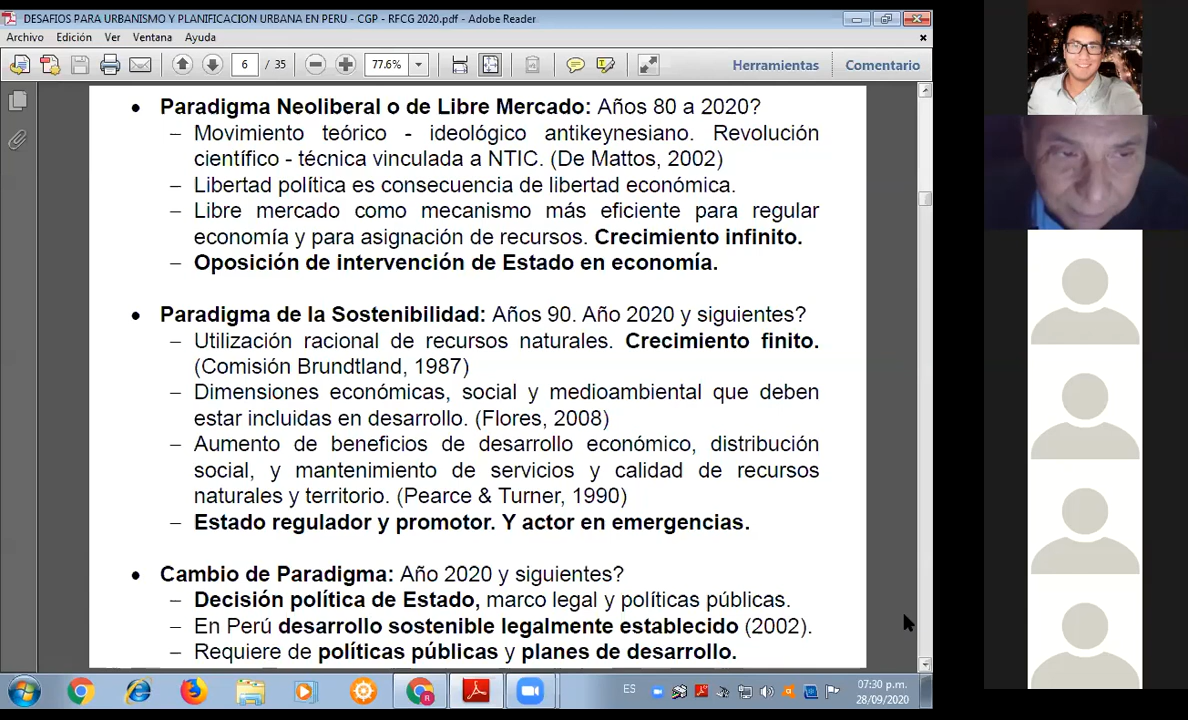 DESAFIOS PARA URBANISMO Y PLANIFICACION URBANA EN PERU - CGP - RFCG 2020.pdf - Adobe Reader
Archivo Edición Ver Ventana Ayuda
6 / 35 77.6% Herramientas Comentario
• Paradigma Neoliberal o de Libre Mercado: Años 80 a 2020?
– Movimiento teórico - ideológico antikeynesiano. Revolución
científico - técnica vinculada a NTIC. (De Mattos, 2002)
– Libertad política es consecuencia de libertad económica.
– Libre mercado como mecanismo más eficiente para regular
economía y para asignación de recursos. Crecimiento infinito.
– Oposición de intervención de Estado en economía.
• Paradigma de la Sostenibilidad: Años 90. Año 2020 y siguientes?
– Utilización racional de recursos naturales. Crecimiento finito.
(Comisión Brundtland, 1987)
– Dimensiones económicas, social y medioambiental que deben
estar incluidas en desarrollo. (Flores, 2008)
– Aumento de beneficios de desarrollo económico, distribución
social, y mantenimiento de servicios y calidad de recursos
naturales y territorio. (Pearce & Turner, 1990)
– Estado regulador y promotor. Y actor en emergencias.
• Cambio de Paradigma: Año 2020 y siguientes?
– Decisión política de Estado, marco legal y políticas públicas.
– En Perú desarrollo sostenible legalmente establecido (2002).
– Requiere de políticas públicas y planes de desarrollo.
ES
07:30 p.m.
28/09/2020